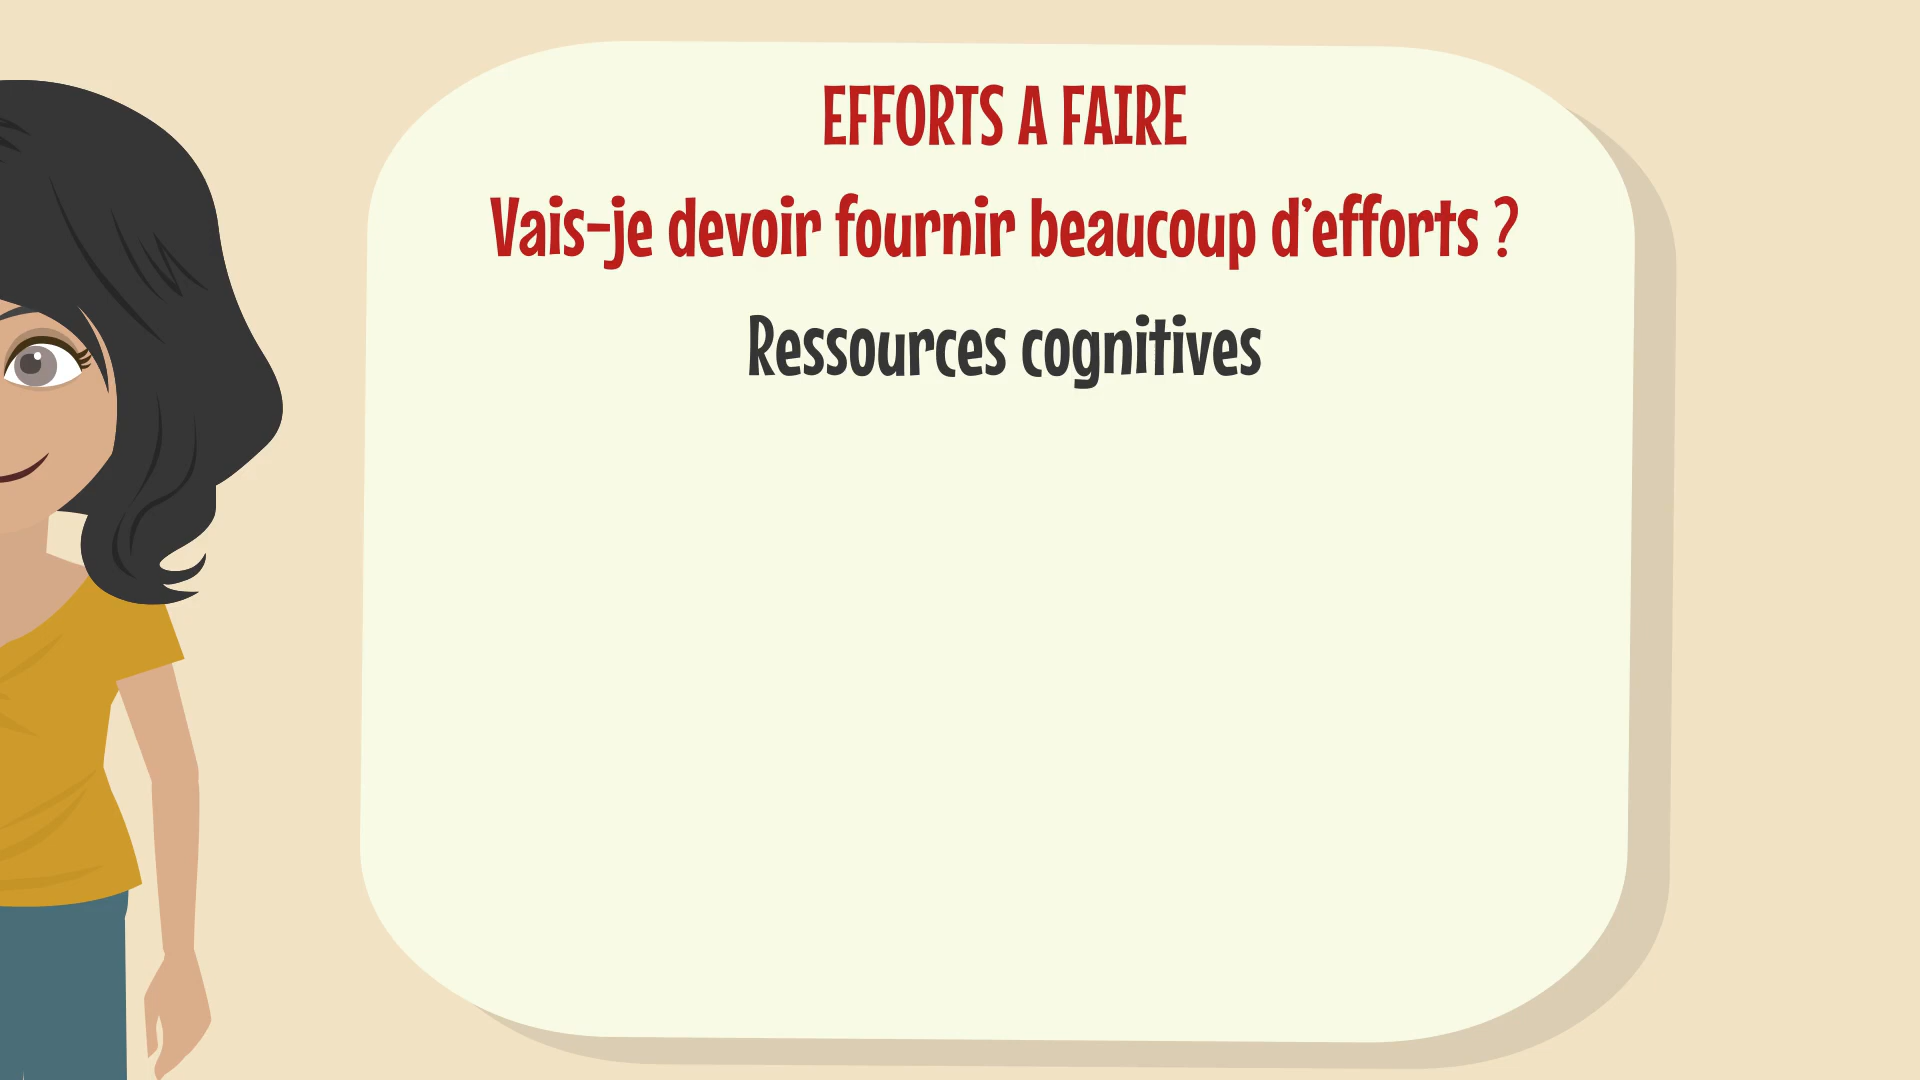 EFFORTS A FAIRE
Vais-je devoir fournir beaucoup d'efforts ?
Ressources cognitives